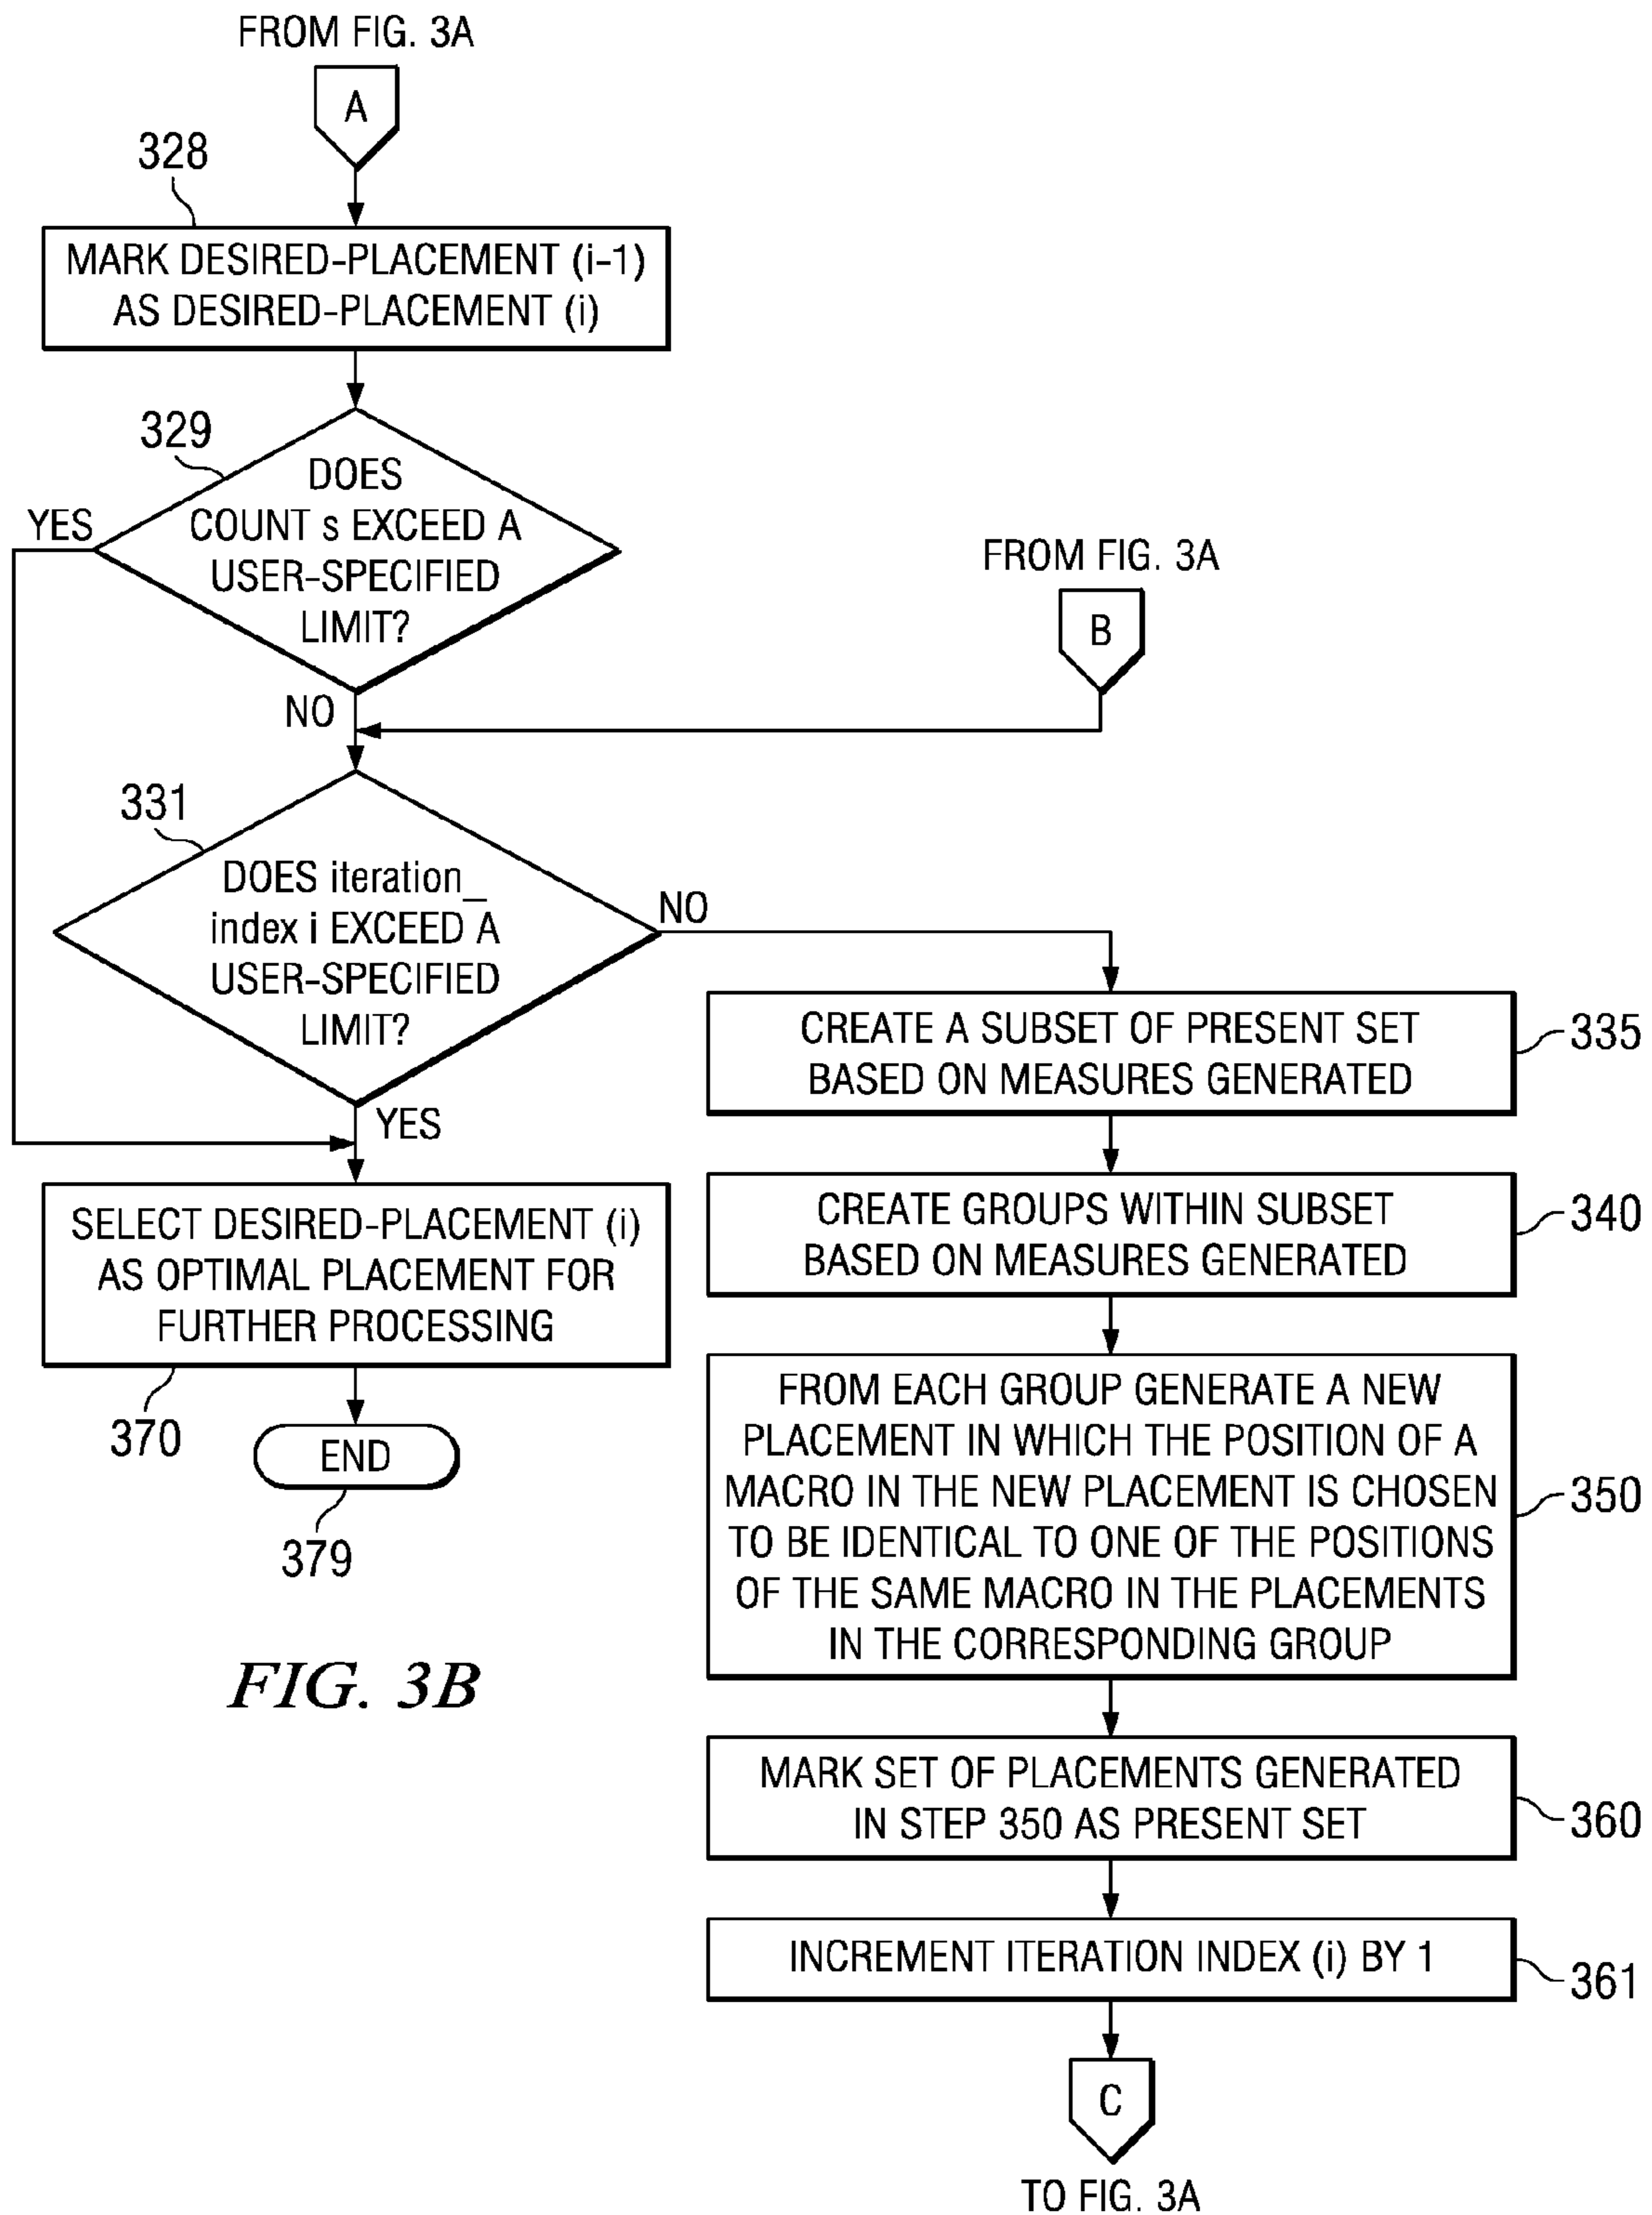 FROM FIG. 3A
A
328
MARK DESIRED-PLACEMENT (i-1)
AS DESIRED-PLACEMENT (i)
329
DOES
COUNT s EXCEED A
USER-SPECIFIED
LIMIT?
YES
NO
FROM FIG. 3A
B
331
DOES iteration_
index i EXCEED A
USER-SPECIFIED
LIMIT?
NO
YES
SELECT DESIRED-PLACEMENT (i)
AS OPTIMAL PLACEMENT FOR
FURTHER PROCESSING
370
END
379
FIG. 3B
CREATE A SUBSET OF PRESENT SET
BASED ON MEASURES GENERATED
335
CREATE GROUPS WITHIN SUBSET
BASED ON MEASURES GENERATED
340
FROM EACH GROUP GENERATE A NEW
PLACEMENT IN WHICH THE POSITION OF A
MACRO IN THE NEW PLACEMENT IS CHOSEN
TO BE IDENTICAL TO ONE OF THE POSITIONS
OF THE SAME MACRO IN THE PLACEMENTS
IN THE CORRESPONDING GROUP
350
MARK SET OF PLACEMENTS GENERATED
IN STEP 350 AS PRESENT SET
360
INCREMENT ITERATION INDEX (i) BY 1
361
C
TO FIG. 3A